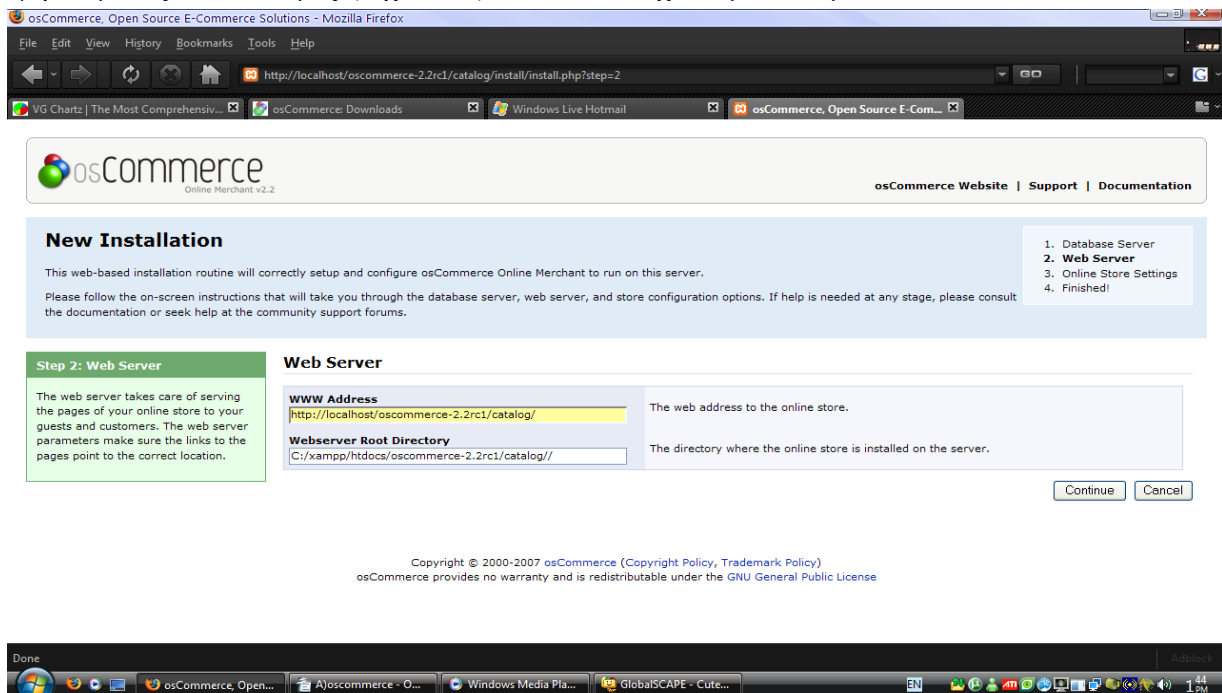 osCommerce, Open Source E-Commerce Solutions - Mozilla Firefox
File Edit View History Bookmarks Tools Help
http://localhost/oscommerce-2.2rc1/catalog/install/install.php?step=2
GO
G
VG Chartz | The Most Comprehensiv...
osCommerce: Downloads
Windows Live Hotmail
osCommerce, Open Source E-Com...
osCommerce
Online Merchant v2.2
osCommerce Website | Support | Documentation
New Installation
This web-based installation routine will correctly setup and configure osCommerce Online Merchant to run on this server.
Please follow the on-screen instructions that will take you through the database server, web server, and store configuration options. If help is needed at any stage, please consult
the documentation or seek help at the community support forums.
1. Database Server
2. Web Server
3. Online Store Settings
4. Finished!
Step 2: Web Server
The web server takes care of serving
the pages of your online store to your
guests and customers. The web server
parameters make sure the links to the
pages point to the correct location.
Web Server
WWW Address
http://localhost/oscommerce-2.2rc1/catalog/
The web address to the online store.
Webserver Root Directory
C:/xampp/htdocs/oscommerce-2.2rc1/catalog//
The directory where the online store is installed on the server.
Continue Cancel
Copyright © 2000-2007 osCommerce (Copyright Policy, Trademark Policy)
osCommerce provides no warranty and is redistributable under the GNU General Public License
Done
Adblock
osCommerce, Open...
A)oscommerce - O...
Windows Media Pla...
GlobalSCAPE - Cute...
EN
1 44 PM